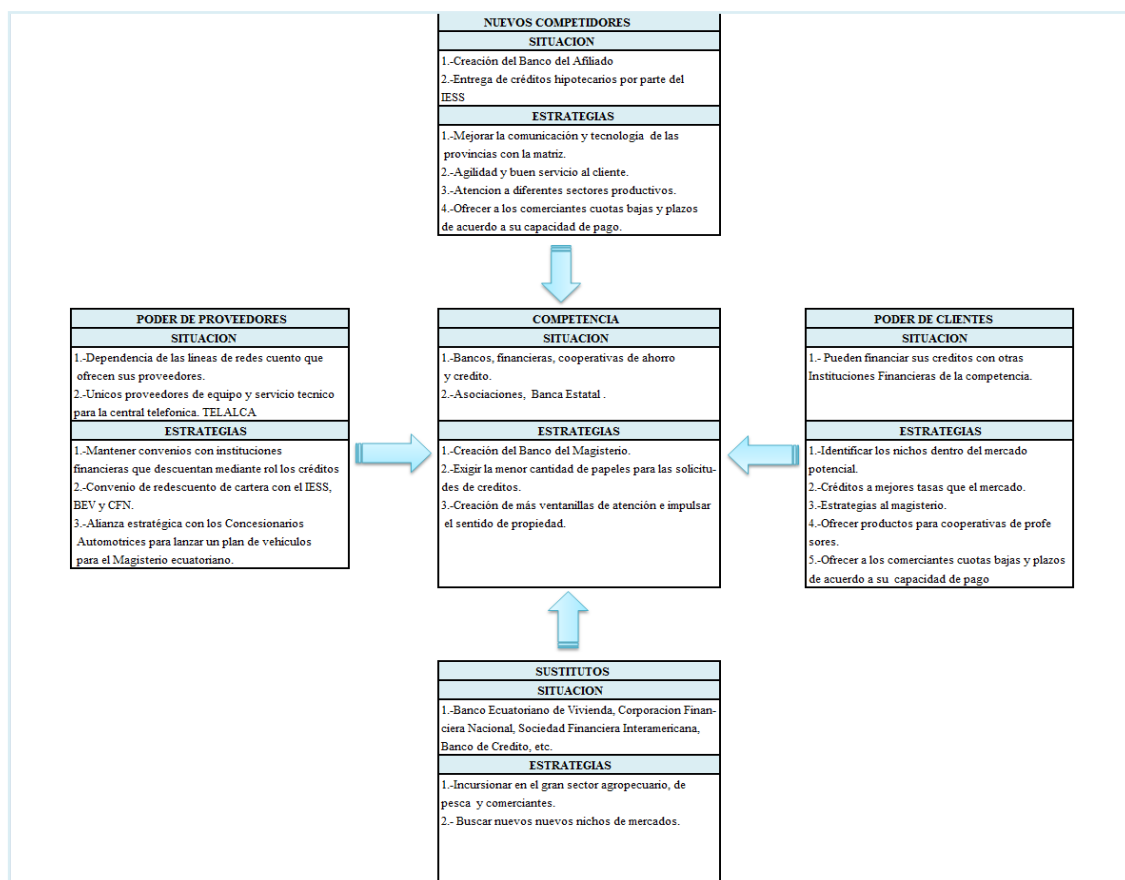 NUEVOS COMPETIDORES
SITUACION
1.-Creación del Banco del Afiliado
2.-Entrega de créditos hipotecarios por parte del
IESS
ESTRATEGIAS
1.-Mejorar la comunicación y tecnología de las
provincias con la matriz.
2.-Agilidad y buen servicio al cliente.
3.-Atencion a diferentes sectores productivos.
4.-Ofrecer a los comerciantes cuotas bajas y plazos
de acuerdo a su capacidad de pago.
PODER DE PROVEEDORES
SITUACION
1.-Dependencia de las lineas de redes cuento que
ofrecen sus proveedores.
2.-Unicos proveedores de equipo y servicio tecnico
para la central telefonica. TELALCA
ESTRATEGIAS
1.-Mantener convenios con instituciones
financieras que descuentan mediante rol los créditos
2.-Convenio de redescuento de cartera con el IESS,
BEV y CFN.
3.-Alianza estratégica con los Concesionarios
Automotrices para lanzar un plan de vehículos
para el Magisterio ecuatoriano.
COMPETENCIA
SITUACION
1.-Bancos, financieras, cooperativas de ahorro
y credito.
2.-Asociaciones, Banca Estatal .
ESTRATEGIAS
1.-Creación del Banco del Magisterio.
2.-Exigir la menor cantidad de papeles para las solicitu-
des de creditos.
3.-Creación de más ventanillas de atención e impulsar
el sentido de propiedad.
PODER DE CLIENTES
SITUACION
1.- Pueden financiar sus creditos con otras
Instituciones Financieras de la competencia.
ESTRATEGIAS
1.-Identificar los nichos dentro del mercado
potencial.
2.-Créditos a mejores tasas que el mercado.
3.-Estrategias al magisterio.
4.-Ofrecer productos para cooperativas de profe
sores.
5.-Ofrecer a los comerciantes cuotas bajas y plazos
de acuerdo a su capacidad de pago
SUSTITUTOS
SITUACION
1.-Banco Ecuatoriano de Vivienda, Corporacion Finan-
ciera Nacional, Sociedad Financiera Interamericana,
Banco de Credito, etc.
ESTRATEGIAS
1.-Incursionar en el gran sector agropecuario, de
pesca y comerciantes.
2.- Buscar nuevos nuevos nichos de mercados.